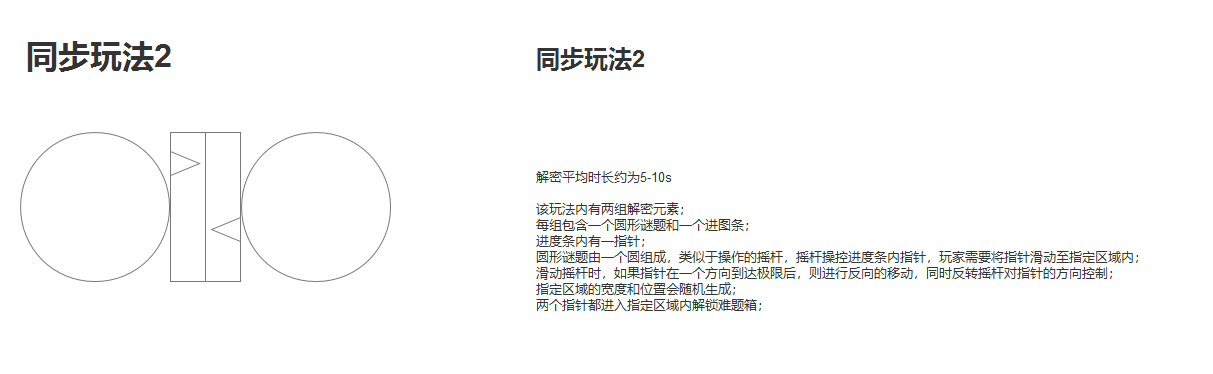 同步玩法2
同步玩法2
解密平均时长约为5-10s
该玩法内有两组解密元素；
每组包含一个圆形谜题和一个进图条；
进度条内有一指针；
圆形谜题由一个圆组成，类似于操作的摇杆，摇杆操控进度条内指针，玩家需要将指针滑动至指定区域内；
滑动摇杆时，如果指针在一个方向到达极限后，则进行反向的移动，同时反转摇杆对指针的方向控制；
指定区域的宽度和位置会随机生成；
两个指针都进入指定区域内解锁难题箱；